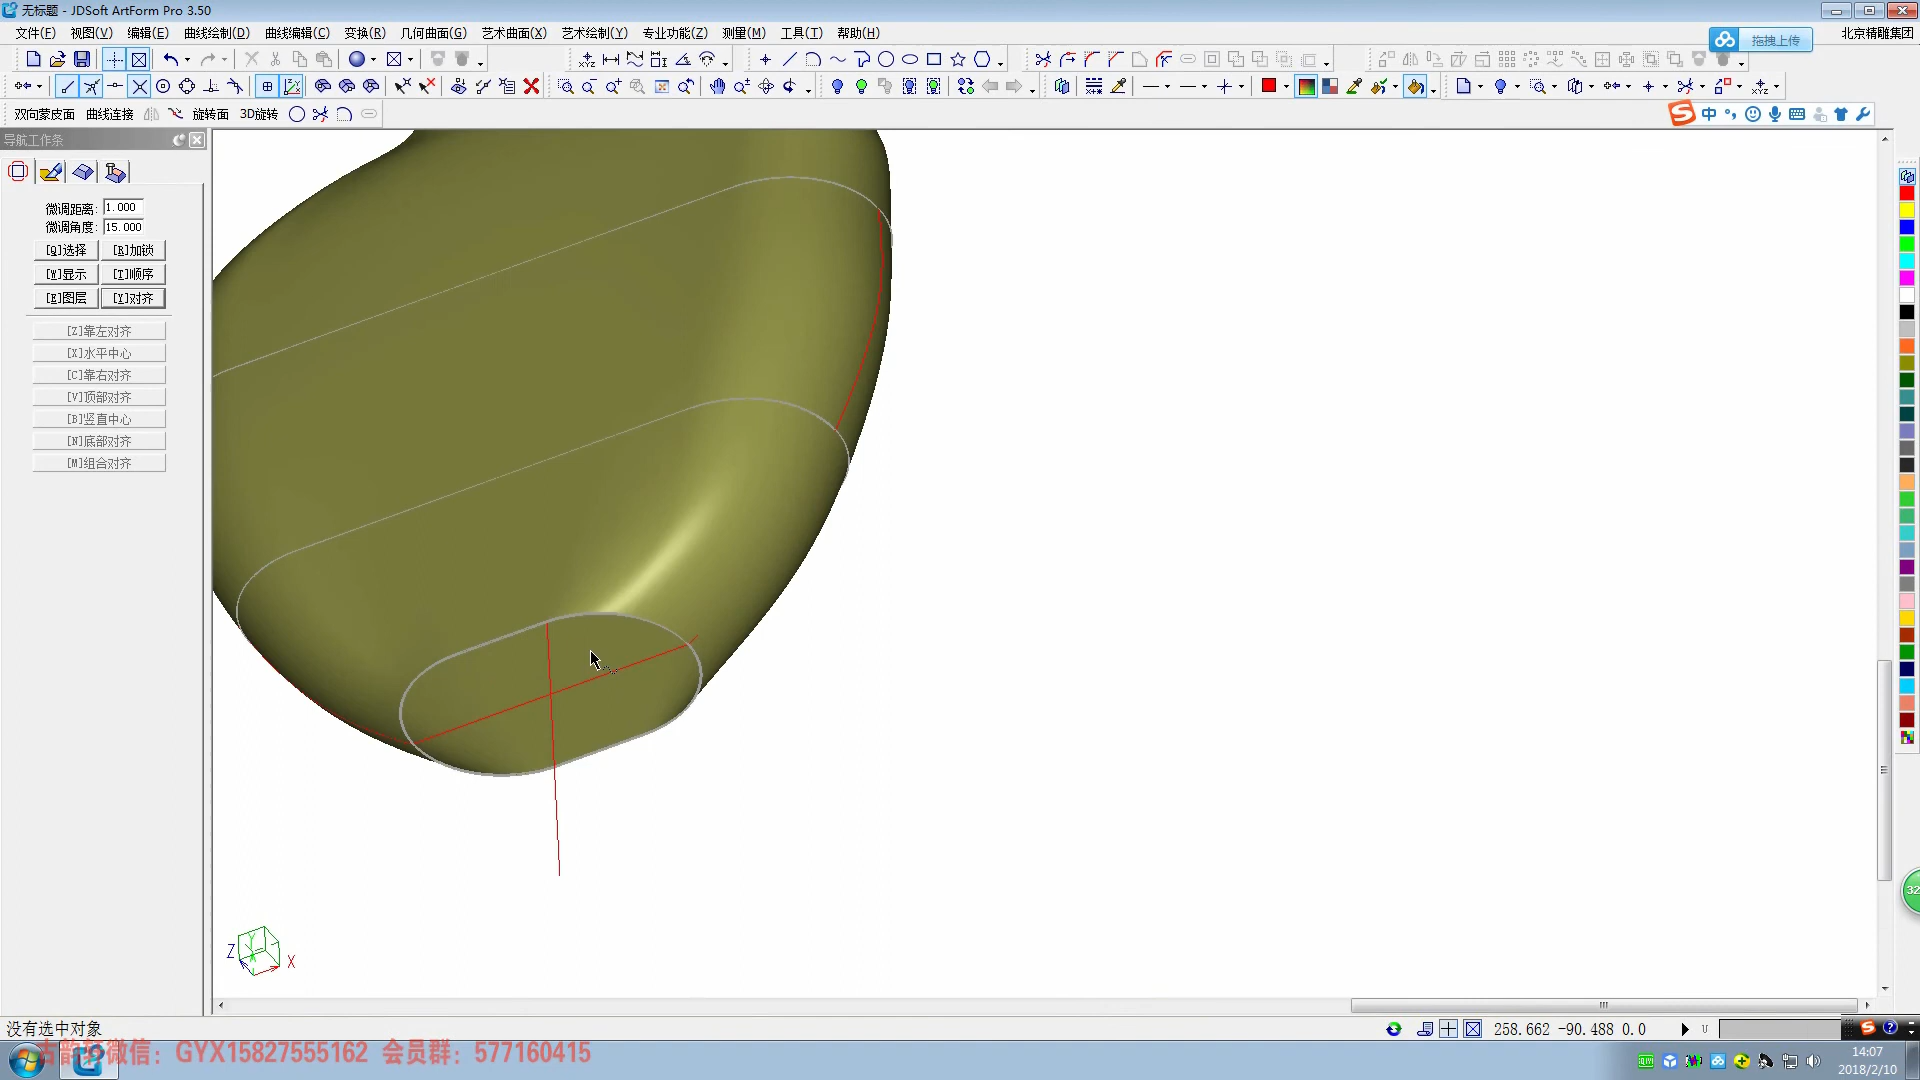 无标题 - JDSoft ArtForm Pro 3.50
文件(F) 视图(V) 编辑(E) 曲线绘制(D) 曲线编辑(C) 变换(R) 几何曲面(G) 艺术曲面(X) 艺术绘制(Y) 专业功能(Z) 测量(M) 工具(T) 帮助(H)
拖拽上传
北京精雕集团
双向蒙皮面 曲线连接 旋转面 3D旋转
中
导航工作条
微调距离: 1.000
微调角度: 15.000
[Q]选择 [R]加锁
[W]显示 [T]顺序
[E]图层 [Y]对齐
[Z]靠左对齐
[X]水平中心
[C]靠右对齐
[V]顶部对齐
[B]竖直中心
[N]底部对齐
[M]组合对齐
32
Z
Y
X
没有选中对象
258.662 -90.488 0.0
U
古韵轩微信：GYX15827555162 会员群：577160415
14:07
2018/2/10